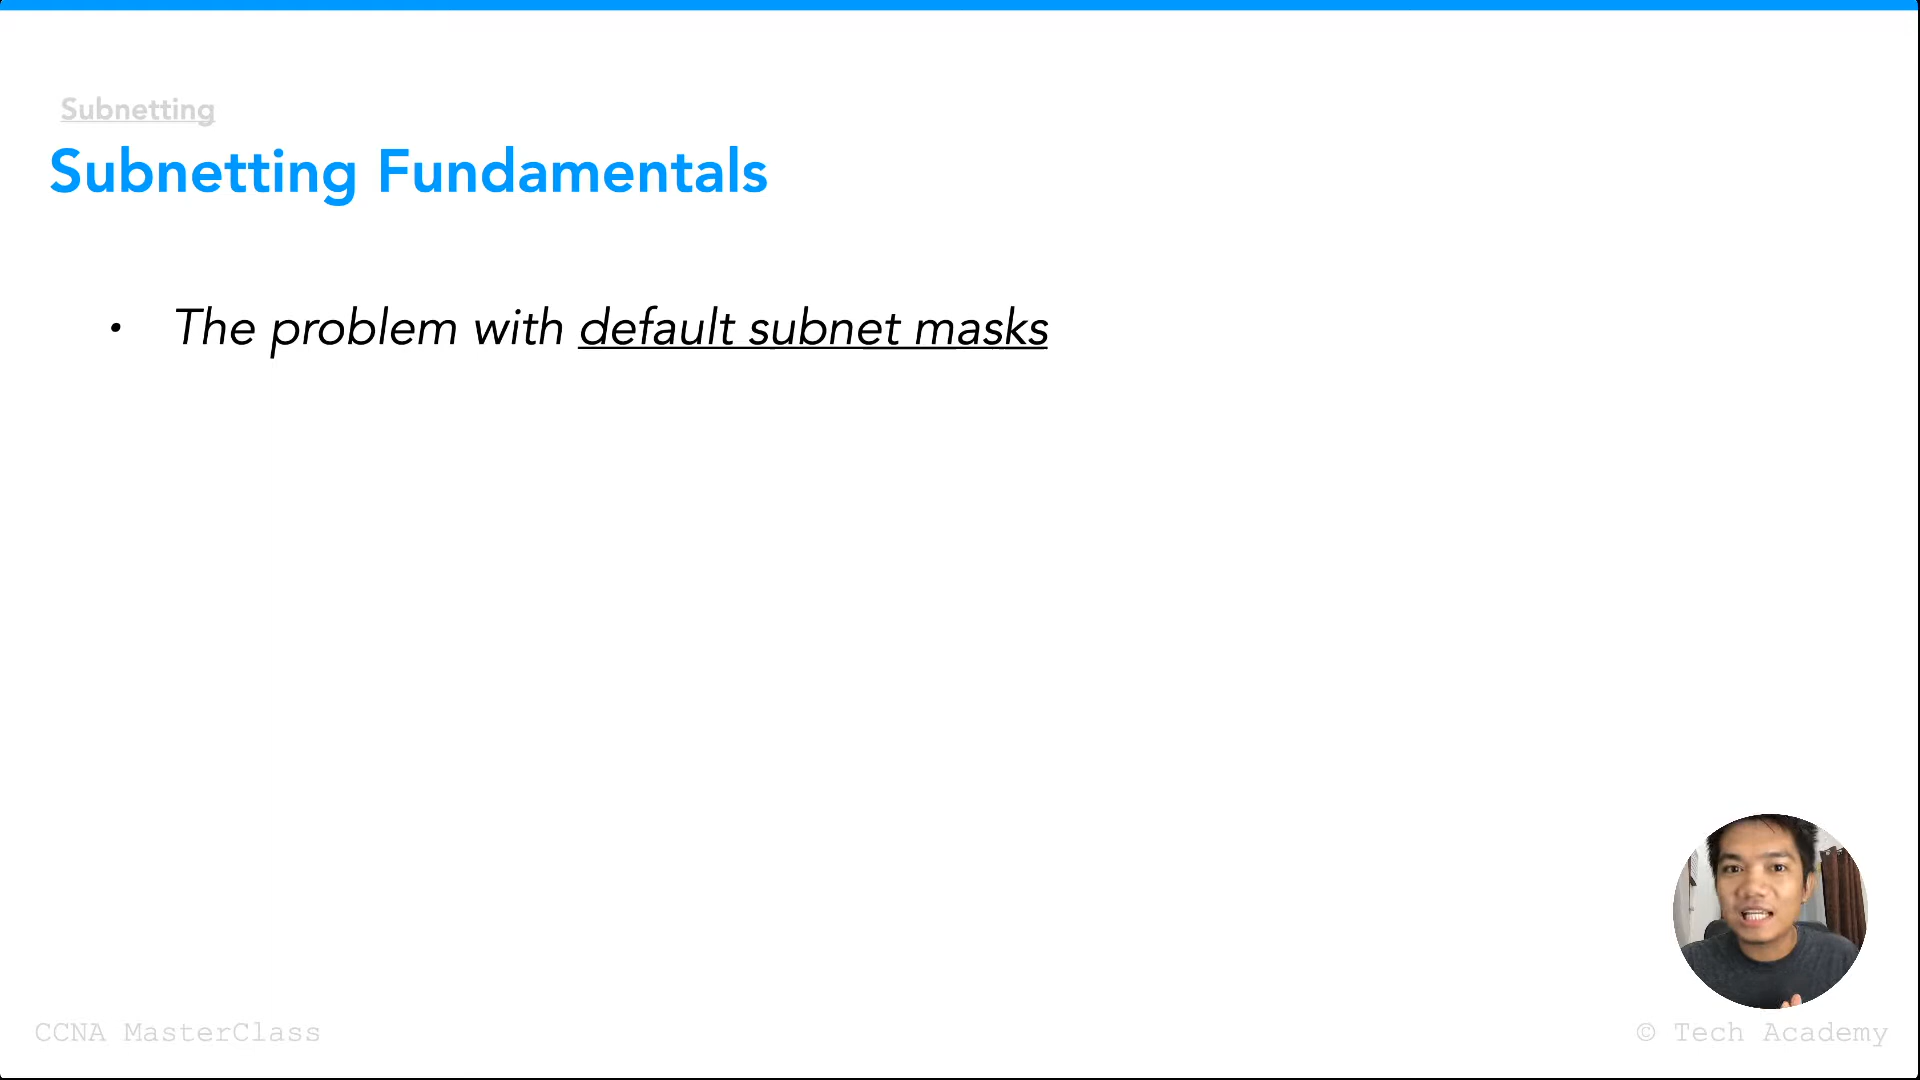 Subnetting
Subnetting Fundamentals
• The problem with default subnet masks
CCNA MasterClass
© Tech Academy